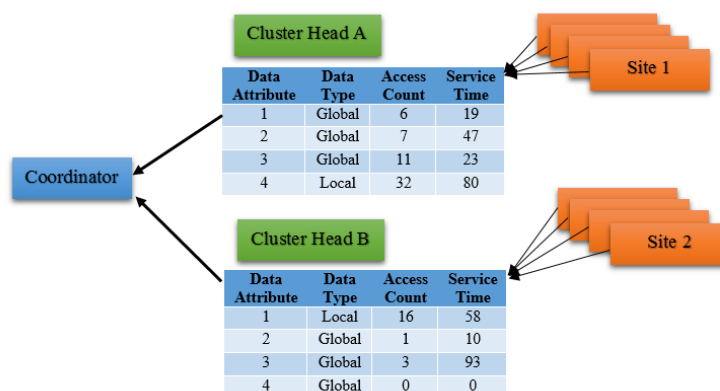 Cluster Head A
Site 1
Data Attribute Data Type Access Count Service Time
1 Global 6 19
2 Global 7 47
3 Global 11 23
4 Local 32 80
Coordinator
Cluster Head B
Site 2
Data Attribute Data Type Access Count Service Time
1 Local 16 58
2 Global 1 10
3 Global 3 93
4 Global 0 0